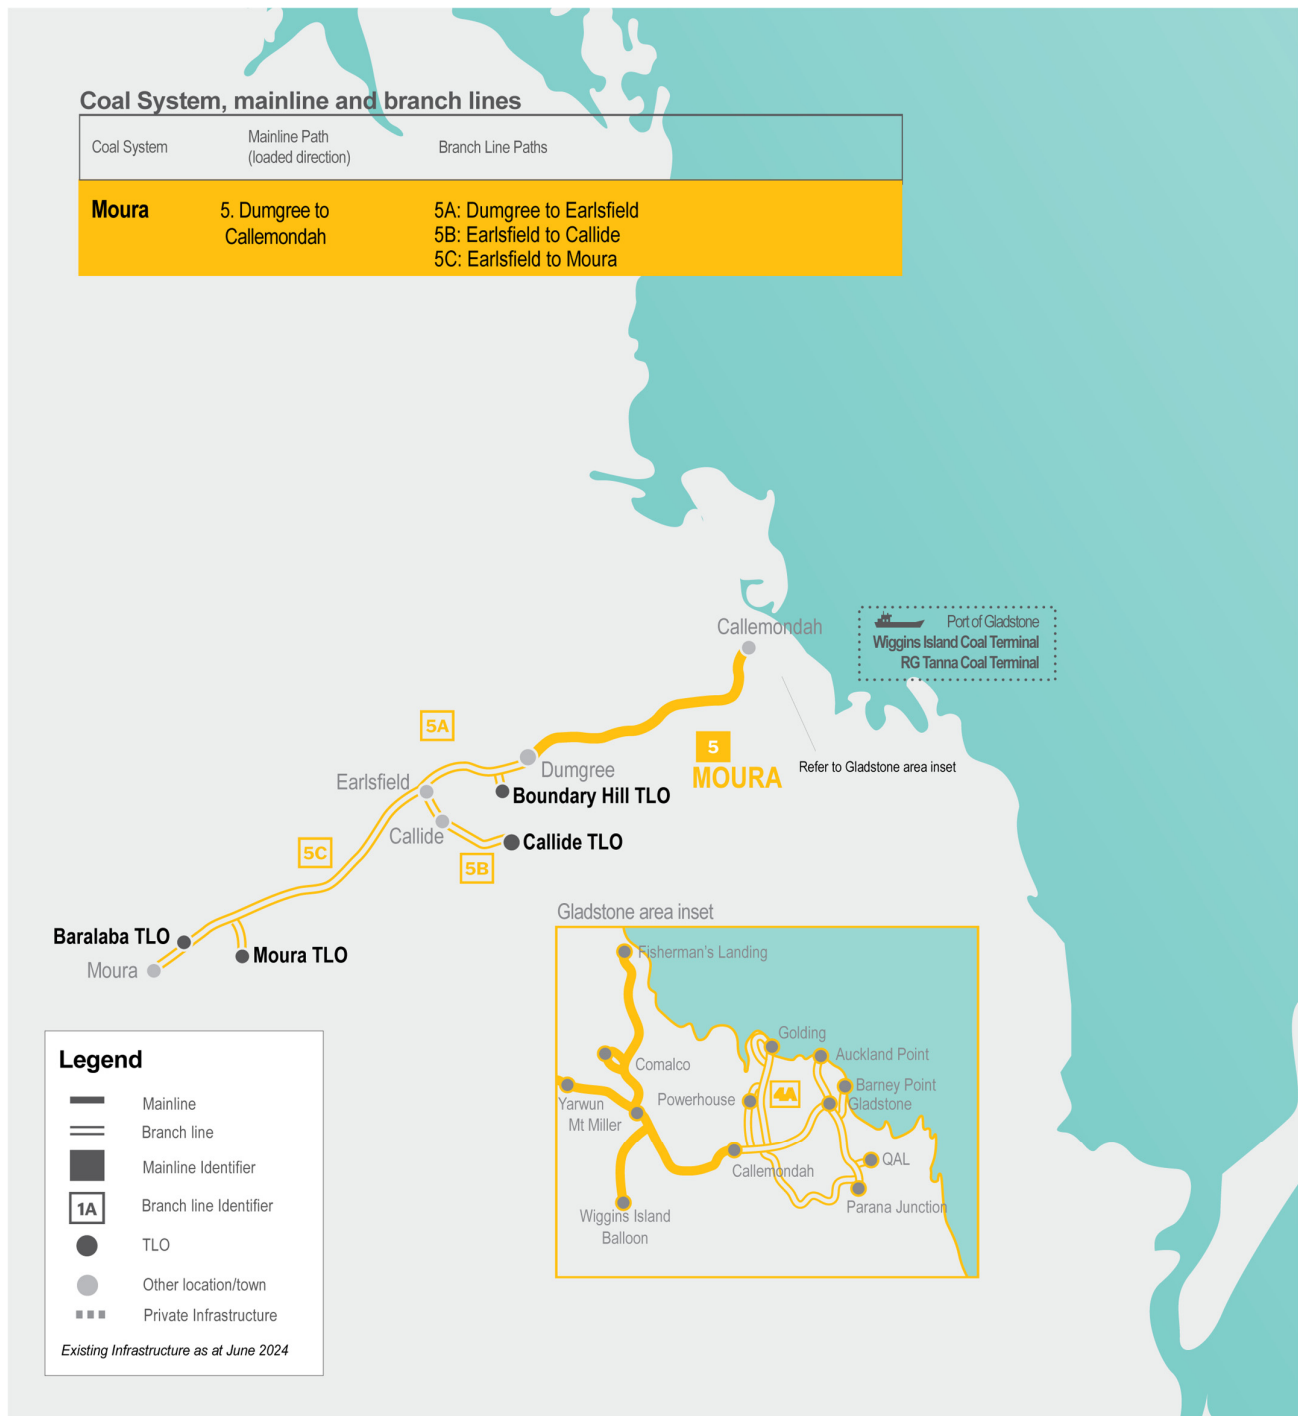 Coal System, mainline and branch lines
Coal System
Mainline Path
(loaded direction)
Branch Line Paths
Moura
5. Dumgree to
Callemondah
5A: Dumgree to Earlsfield
5B: Earlsfield to Callide
5C: Earlsfield to Moura
Callemondah
Port of Gladstone
Wiggins Island Coal Terminal
RG Tanna Coal Terminal
5A
5
MOURA
Refer to Gladstone area inset
Dumgree
Earlsfield
Boundary Hill TLO
Callide
Callide TLO
5C
5B
Baralaba TLO
Moura TLO
Moura
Gladstone area inset
Fisherman's Landing
Golding
Auckland Point
Comalco
Barney Point
Yarwun
Powerhouse
4A
Gladstone
Mt Miller
Callemondah
QAL
Parana Junction
Wiggins Island
Balloon
Legend
Mainline
Branch line
Mainline Identifier
1A
Branch line Identifier
TLO
Other location/town
Private Infrastructure
Existing Infrastructure as at June 2024